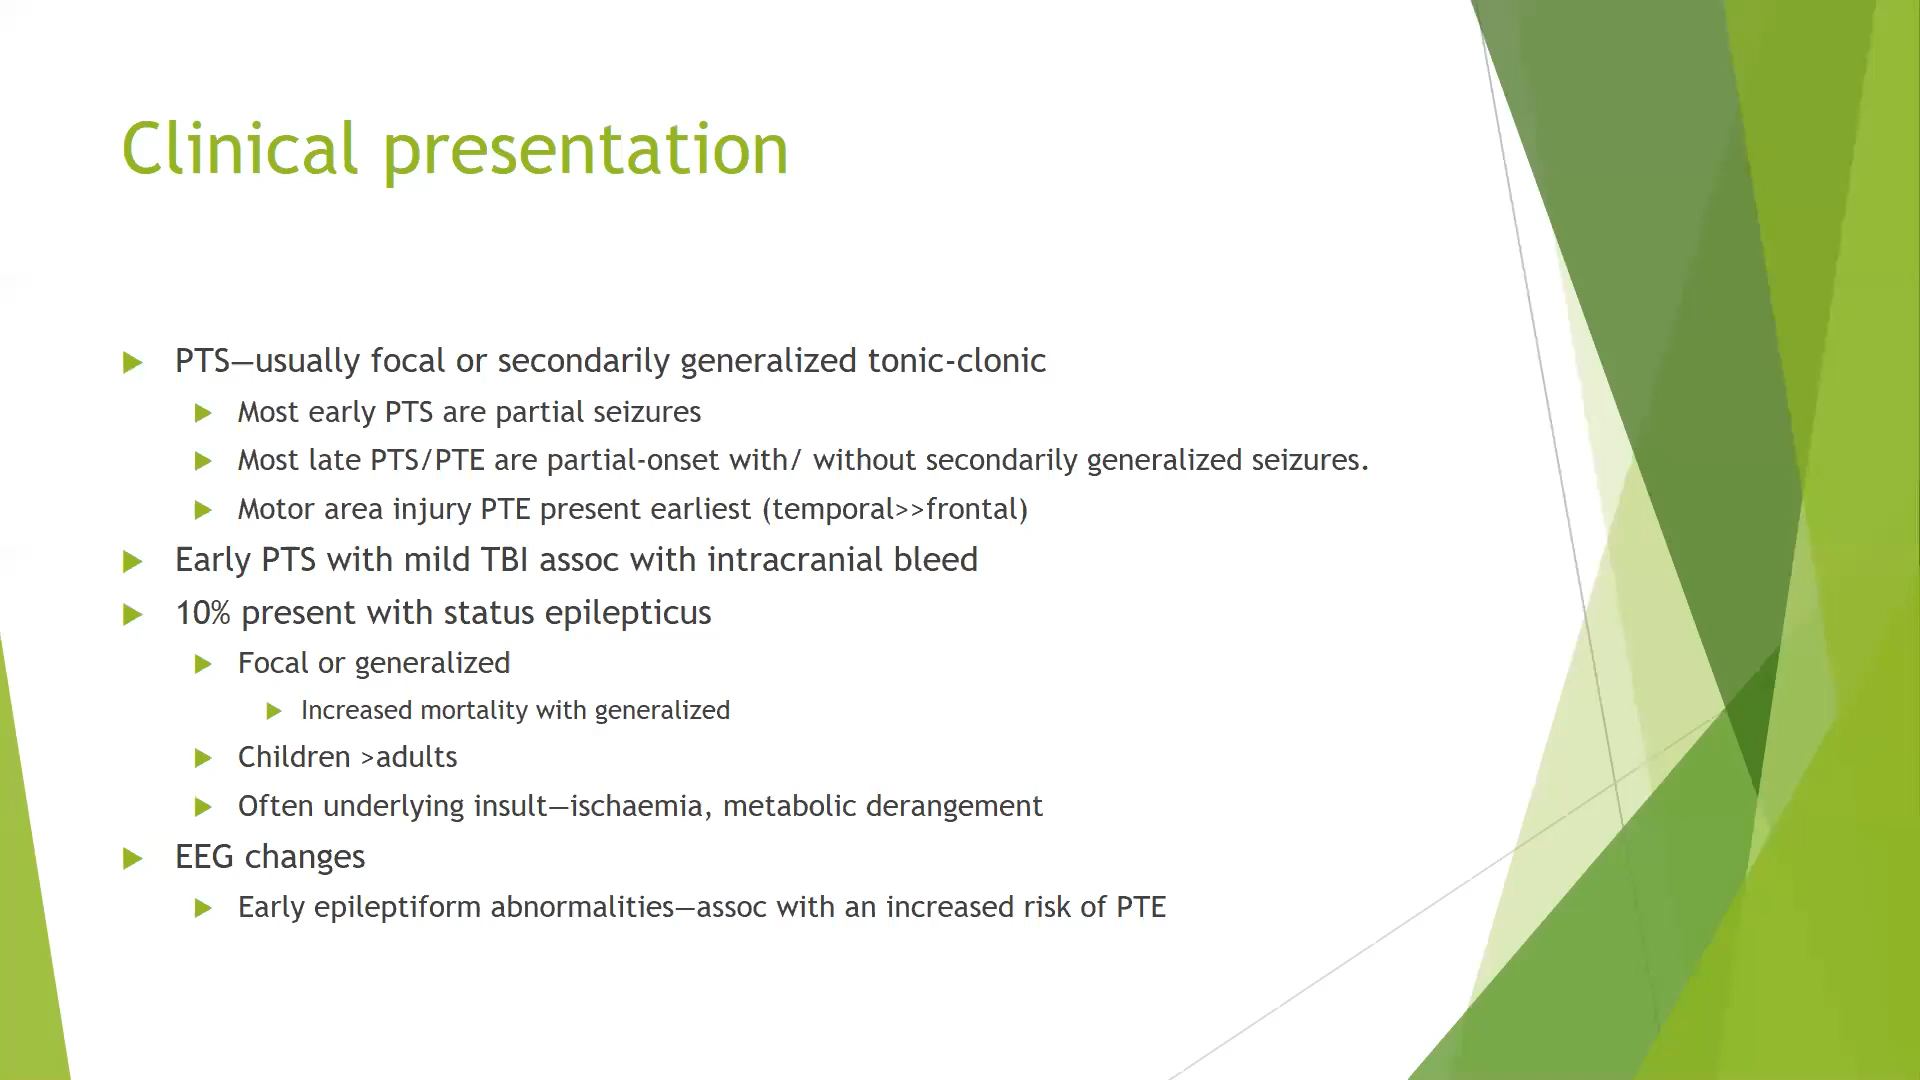 Clinical presentation
PTS—usually focal or secondarily generalized tonic-clonic
Most early PTS are partial seizures
Most late PTS/PTE are partial-onset with/ without secondarily generalized seizures.
Motor area injury PTE present earliest (temporal>>frontal)
Early PTS with mild TBI assoc with intracranial bleed
10% present with status epilepticus
Focal or generalized
Increased mortality with generalized
Children >adults
Often underlying insult—ischaemia, metabolic derangement
EEG changes
Early epileptiform abnormalities—assoc with an increased risk of PTE